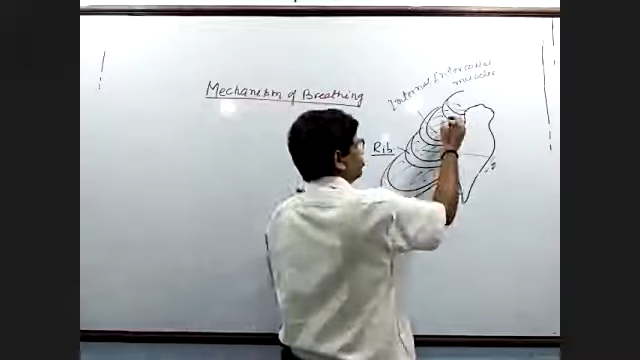 Mechanism of Breathing
Internal Intercostal
muscles
Rib